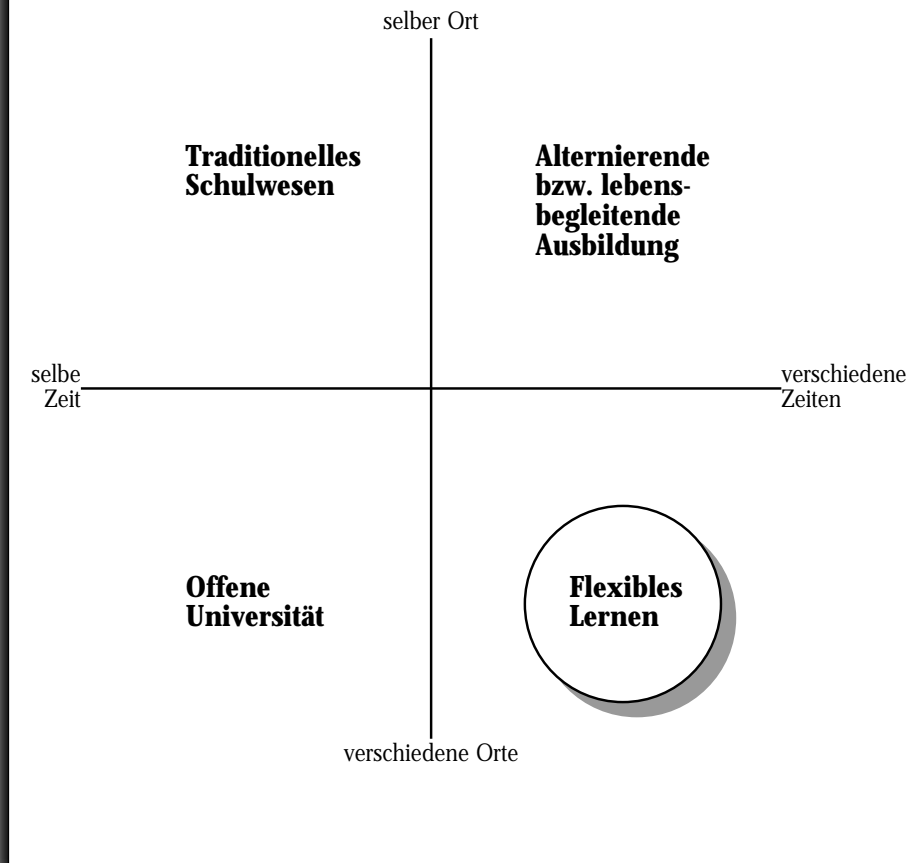 selber Ort
Traditionelles
Schulwesen
Alternierende
bzw. lebens-
begleitende
Ausbildung
selbe
Zeit
verschiedene
Zeiten
Offene
Universität
Flexibles
Lernen
verschiedene Orte